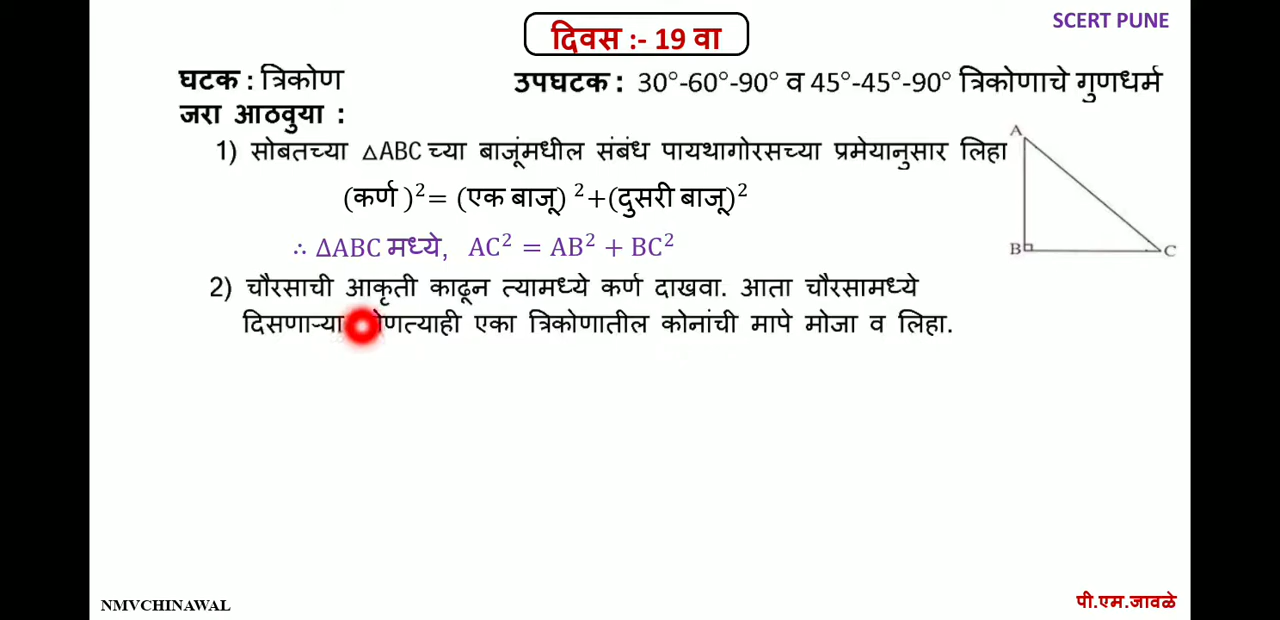 SCERT PUNE
दिवस :- 19 वा
घटक : त्रिकोण उपघटक : 30°-60°-90° व 45°-45°-90° त्रिकोणाचे गुणधर्म
जरा आठवुया :
1) सोबतच्या △ABC च्या बाजूंमधील संबंध पायथागोरसच्या प्रमेयानुसार लिहा
(कर्ण )² = (एक बाजू) ²+(दुसरी बाजू)²
∴ ΔABC मध्ये, AC² = AB² + BC²
A
B
C
2) चौरसाची आकृती काढून त्यामध्ये कर्ण दाखवा. आता चौरसामध्ये
दिसणाऱ्या एका त्रिकोणातील कोनांची मापे मोजा व लिहा.
NMVCHINAWAL
पी.एम.जावळे